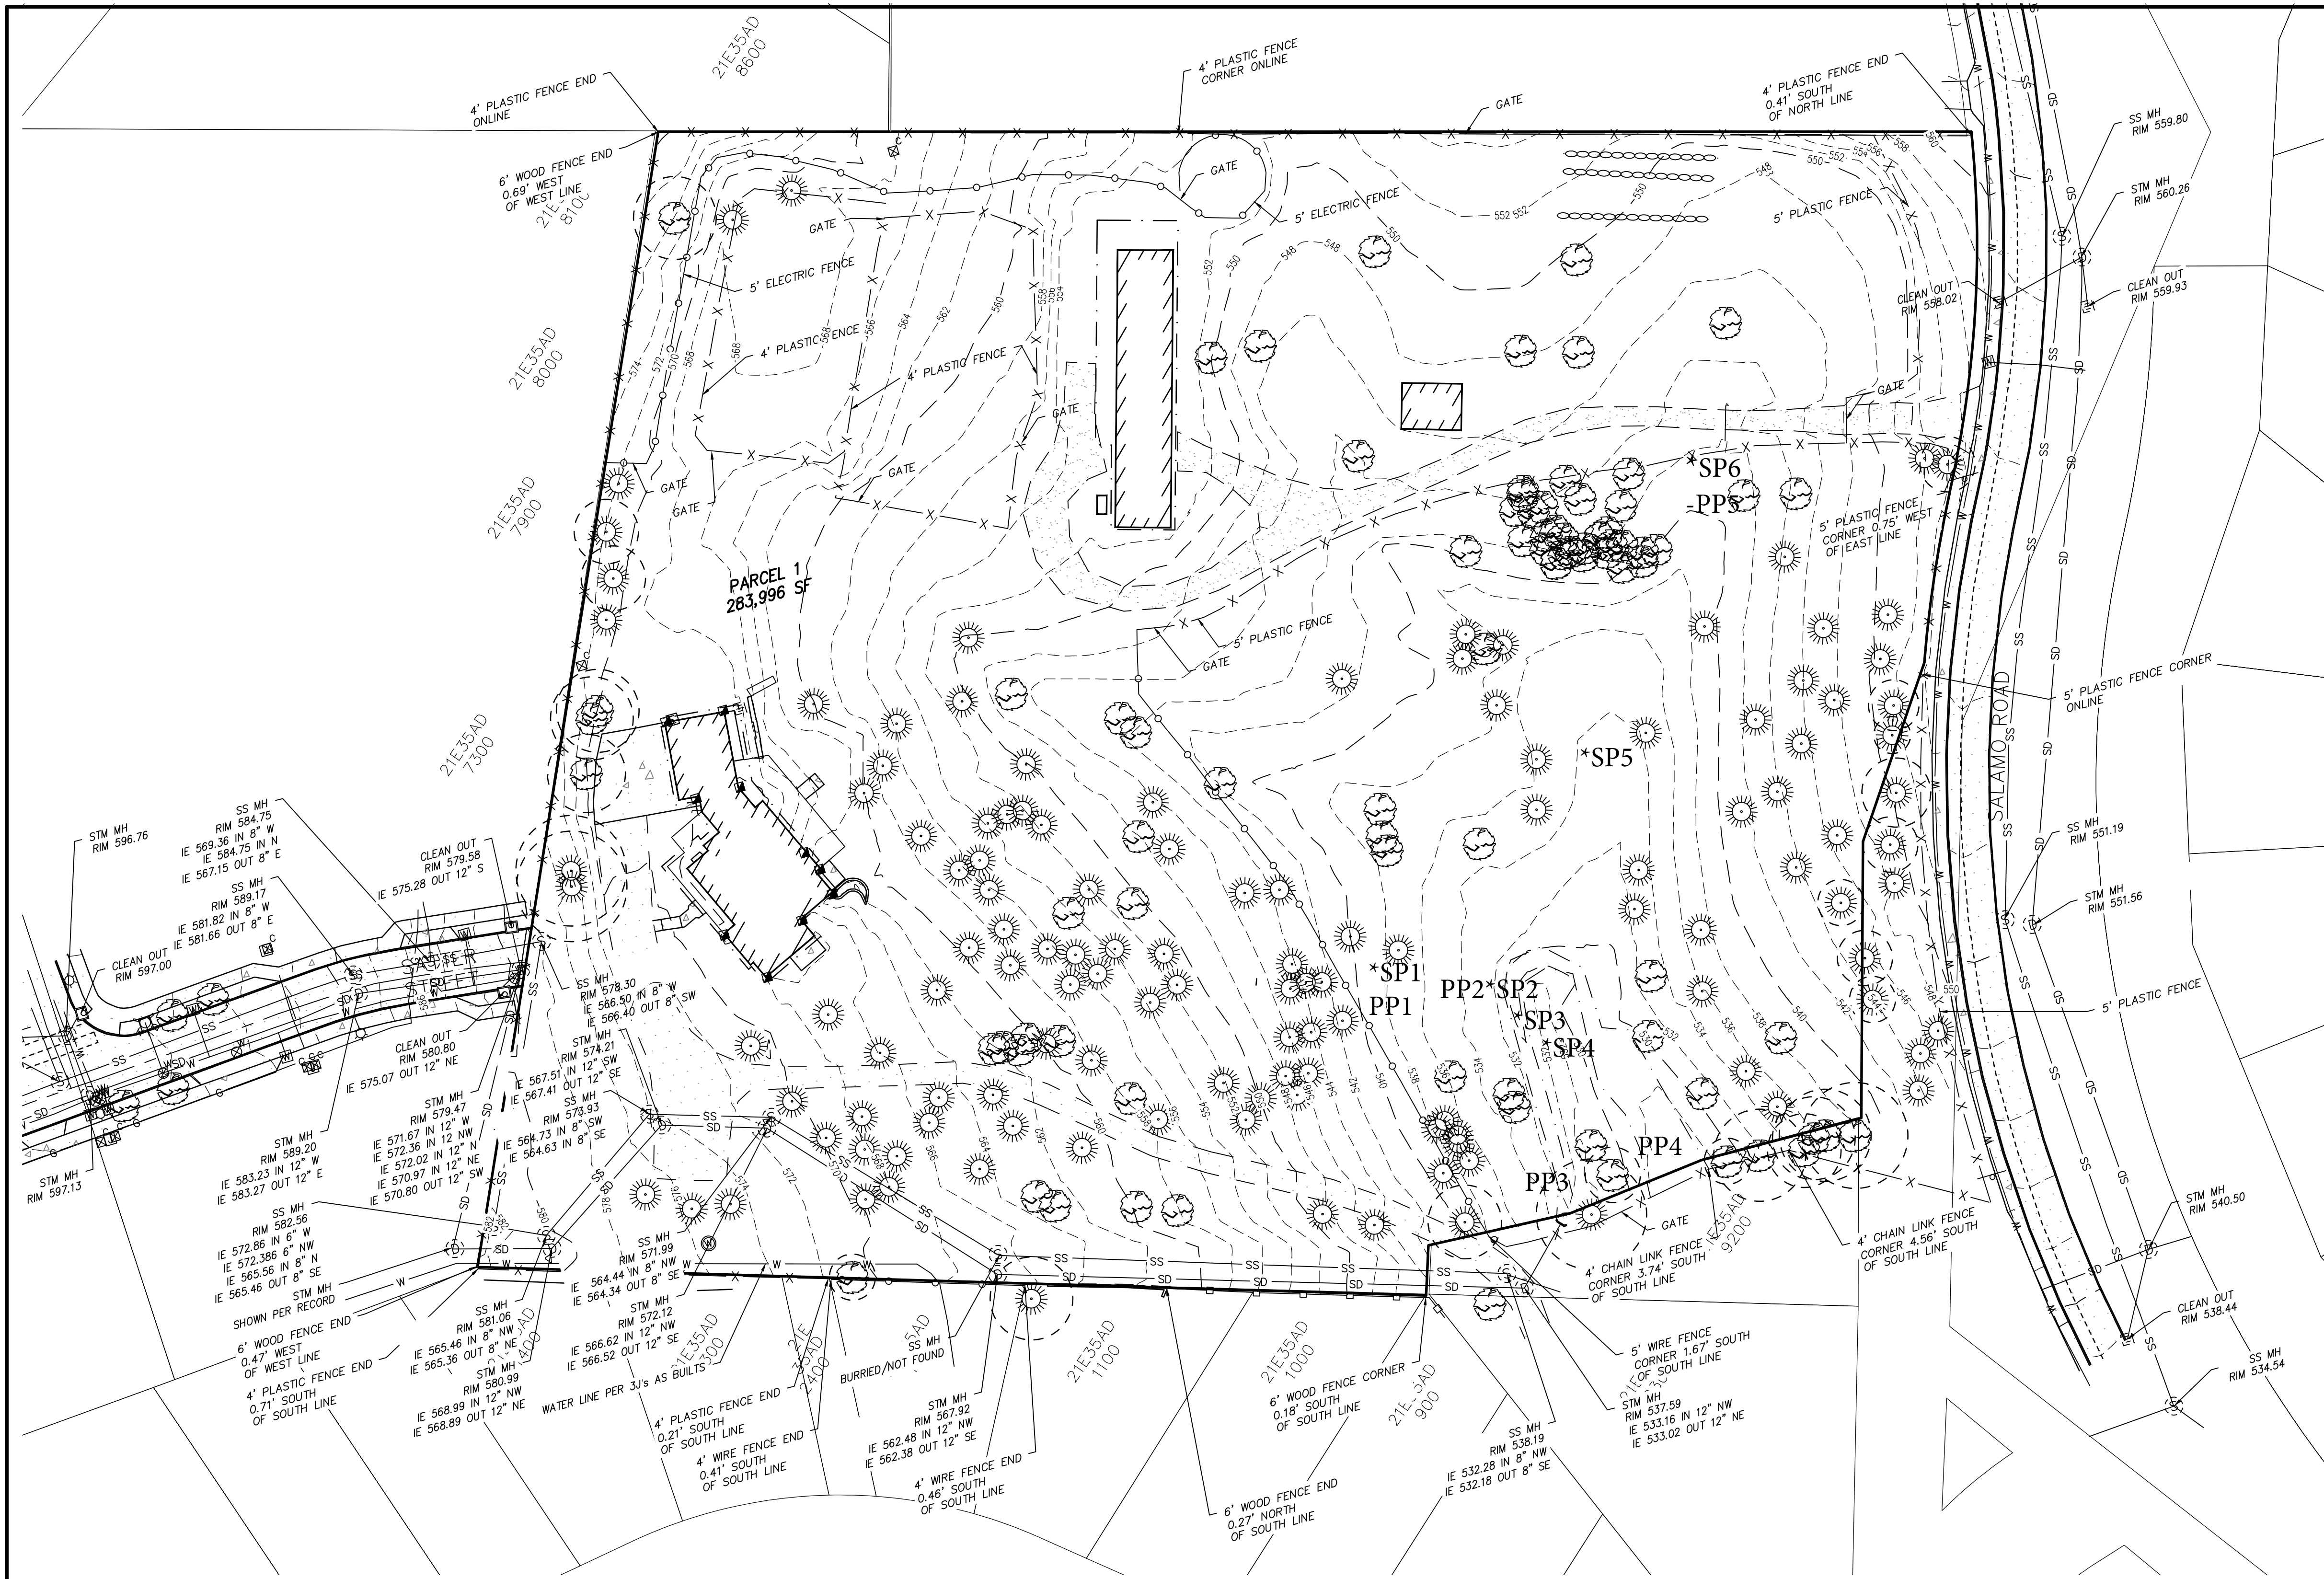 21E35AD
8600
4' PLASTIC FENCE END
ONLINE
4' PLASTIC FENCE
CORNER ONLINE
GATE
4' PLASTIC FENCE END
0.41' SOUTH
OF NORTH LINE
SS MH
RIM 559.80
STM MH
RIM 560.26
CLEAN OUT
RIM 559.93
CLEAN OUT
RIM 558.02
6' WOOD FENCE END
0.69' WEST
OF WEST LINE
8100
GATE
GATE
5' ELECTRIC FENCE
5' ELECTRIC FENCE
5' PLASTIC FENCE
4' PLASTIC FENCE
4' PLASTIC FENCE
21E35AD
8000
GATE
GATE
GATE
GATE
GATE
21E35AD
7900
PARCEL 1
283,996 SF
*SP6
PP5
5' PLASTIC FENCE
CORNER 0.75' WEST
OF EAST LINE
5' PLASTIC FENCE
GATE
5' PLASTIC FENCE CORNER
ONLINE
SALAMO ROAD
21E35AD
7300
*SP5
SS MH
RIM 551.19
STM MH
RIM 551.56
STM MH
RIM 596.76
SS MH
RIM 584.75
IE 569.36 IN 8" W
IE 584.75 IN N
IE 567.15 OUT 8" E
SS MH
RIM 589.17
IE 581.82 IN 8" W
IE 581.66 OUT 8" E
CLEAN OUT
RIM 579.58
IE 575.28 OUT 12" S
CLEAN OUT
RIM 597.00
*SP1
PP1
PP2*SP2
*SP3
*SP4
PP4
PP3
5' PLASTIC FENCE
SS MH
RIM 578.30
IE 566.50 IN 8" W
IE 566.40 OUT 8" SW
STM MH
RIM 574.21
IE 567.51 IN 12" SW
IE 567.41 OUT 12" SE
SS MH
RIM 573.93
IE 564.73 IN 8" SW
IE 564.63 IN 8" SE
CLEAN OUT
RIM 580.80
IE 575.07 OUT 12" NE
STM MH
RIM 579.47
IE 571.67 IN 12" W
IE 572.36 IN 12 NW
IE 572.02 IN 12" N
IE 570.97 IN 12" NE
IE 570.80 OUT 12" SW
STM MH
RIM 589.20
IE 583.23 IN 12" W
IE 583.27 OUT 12" E
STM MH
RIM 597.13
SS MH
RIM 582.56
IE 572.86 IN 6" W
IE 572.386 6" NW
IE 565.56 IN 8" N
IE 565.46 OUT 8" SE
STM MH
SHOWN PER RECORD
6' WOOD FENCE END
0.47' WEST
OF WEST LINE
4' PLASTIC FENCE END
0.71' SOUTH
OF SOUTH LINE
SS MH
RIM 581.06
IE 565.46 IN 8" NW
IE 565.36 OUT 8" NE
STM MH
RIM 580.99
IE 568.99 IN 12" NW
IE 568.89 OUT 12" NE
SS MH
RIM 571.99
IE 564.44 IN 8" NW
IE 564.34 OUT 8" SE
STM MH
RIM 572.12
IE 566.62 IN 12" NW
IE 566.52 OUT 12" SE
WATER LINE PER 3J's AS BUILTS
4' PLASTIC FENCE END
0.21' SOUTH
OF SOUTH LINE
4' WIRE FENCE END
0.41' SOUTH
OF SOUTH LINE
2400
SS MH
BURRIED/NOT FOUND
STM MH
RIM 567.92
IE 562.48 IN 12" NW
IE 562.38 OUT 12" SE
4' WIRE FENCE END
0.46' SOUTH
OF SOUTH LINE
21E35AD
1100
21E35AD
1000
6' WOOD FENCE CORNER
0.18' SOUTH
OF SOUTH LINE
6' WOOD FENCE END
0.27' NORTH
OF SOUTH LINE
900
SS MH
RIM 538.19
IE 532.28 IN 8" NW
IE 532.18 OUT 8" SE
STM MH
RIM 537.59
IE 533.16 IN 12" NW
IE 533.02 OUT 12" NE
5' WIRE FENCE
CORNER 1.67' SOUTH
OF SOUTH LINE
4' CHAIN LINK FENCE
CORNER 3.74' SOUTH
OF SOUTH LINE
GATE
9200
4' CHAIN LINK FENCE
CORNER 4.56' SOUTH
OF SOUTH LINE
STM MH
RIM 540.50
CLEAN OUT
RIM 538.44
SS MH
RIM 534.54